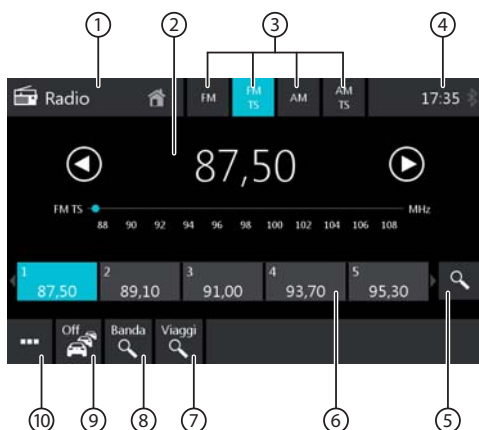 ① ② ③ ④
Radio FM FM TS AM AM TS 17:35
87,50
FM TS MHz
88 90 92 94 96 98 100 102 104 106 108
1 2 3 4 5
87,50 89,10 91,00 93,70 95,30
Off Banda Viaggi
⑩ ⑨ ⑧ ⑦ ⑥ ⑤